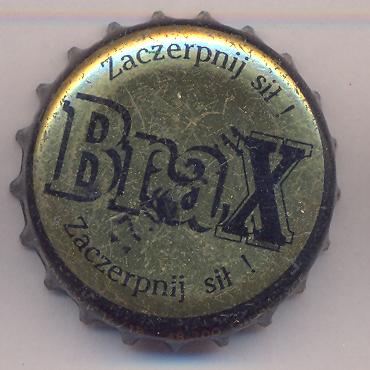 Zaczerpnij sił !
BraX
Zaczerpnij sił !